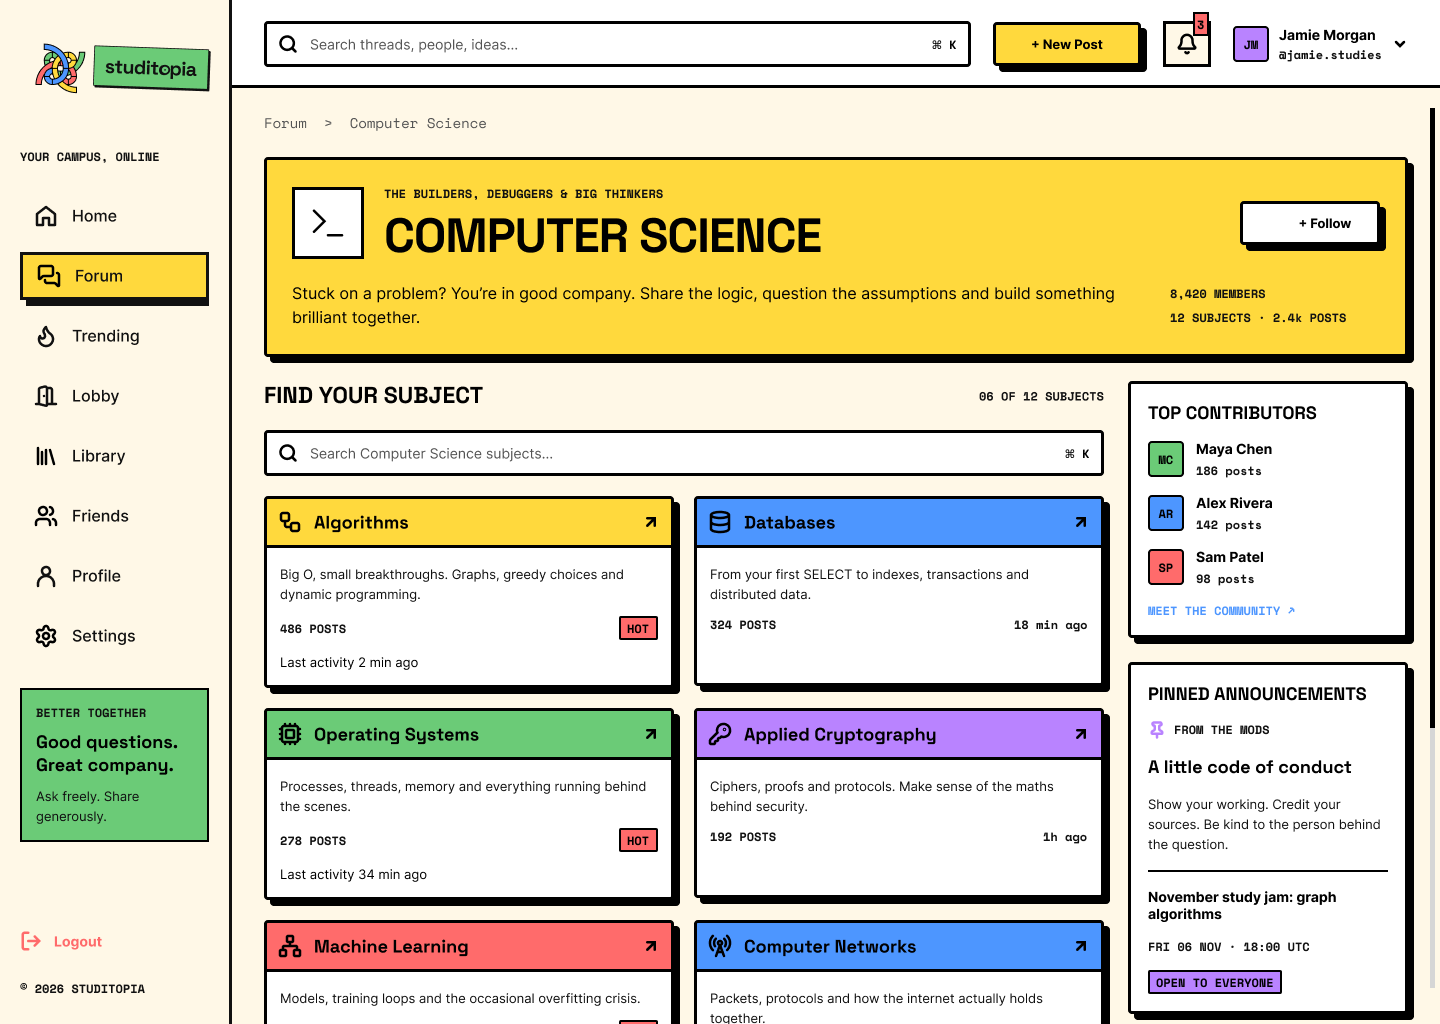 studitopia
YOUR CAMPUS, ONLINE
Home
Forum
Trending
Lobby
Library
Friends
Profile
Settings
BETTER TOGETHER
Good questions.
Great company.
Ask freely. Share
generously.
Logout
© 2026 STUDITOPIA
Search threads, people, ideas...
⌘ K
+ New Post
3
JM
Jamie Morgan
@jamie.studies
Forum > Computer Science
THE BUILDERS, DEBUGGERS & BIG THINKERS
COMPUTER SCIENCE
+ Follow
Stuck on a problem? You’re in good company. Share the logic, question the assumptions and build something
brilliant together.
8,420 MEMBERS
12 SUBJECTS · 2.4k POSTS
FIND YOUR SUBJECT
06 OF 12 SUBJECTS
Search Computer Science subjects...
⌘ K
Algorithms
Big O, small breakthroughs. Graphs, greedy choices and
dynamic programming.
486 POSTS
HOT
Last activity 2 min ago
Databases
From your first SELECT to indexes, transactions and
distributed data.
324 POSTS
18 min ago
Operating Systems
Processes, threads, memory and everything running behind
the scenes.
278 POSTS
HOT
Last activity 34 min ago
Applied Cryptography
Ciphers, proofs and protocols. Make sense of the maths
behind security.
192 POSTS
1h ago
Machine Learning
Models, training loops and the occasional overfitting crisis.
Computer Networks
Packets, protocols and how the internet actually holds
together.
TOP CONTRIBUTORS
MC
Maya Chen
186 posts
AR
Alex Rivera
142 posts
SP
Sam Patel
98 posts
MEET THE COMMUNITY ↗
PINNED ANNOUNCEMENTS
FROM THE MODS
A little code of conduct
Show your working. Credit your
sources. Be kind to the person behind
the question.
November study jam: graph
algorithms
FRI 06 NOV · 18:00 UTC
OPEN TO EVERYONE